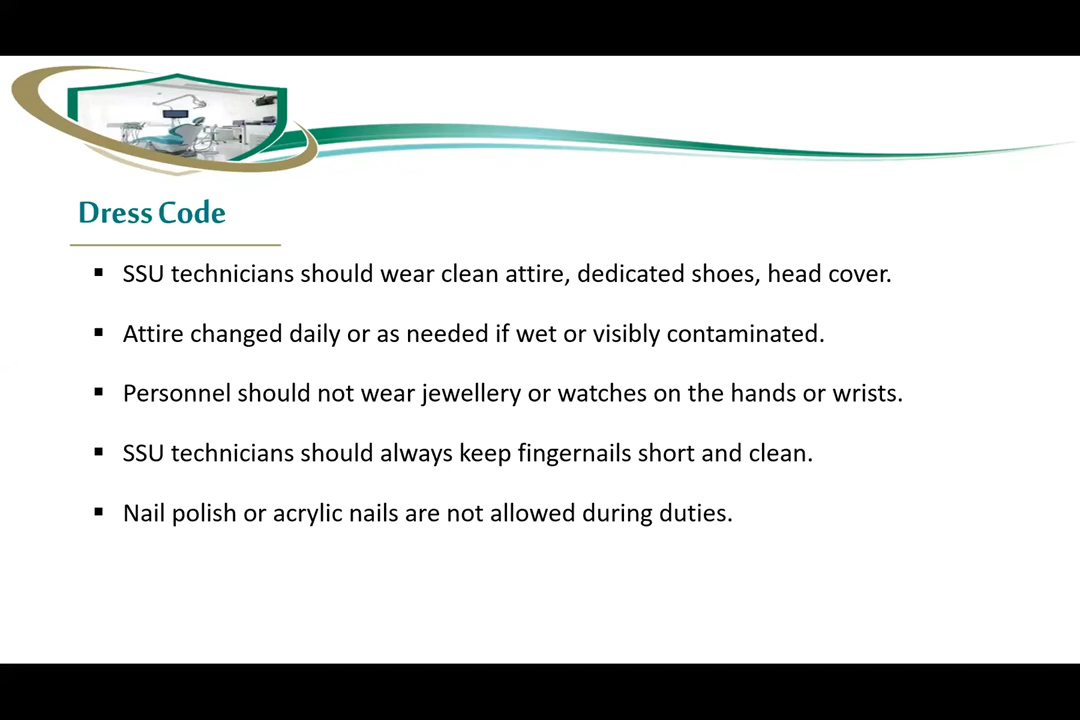 Dress Code
▪ SSU technicians should wear clean attire, dedicated shoes, head cover.
▪ Attire changed daily or as needed if wet or visibly contaminated.
▪ Personnel should not wear jewellery or watches on the hands or wrists.
▪ SSU technicians should always keep fingernails short and clean.
▪ Nail polish or acrylic nails are not allowed during duties.